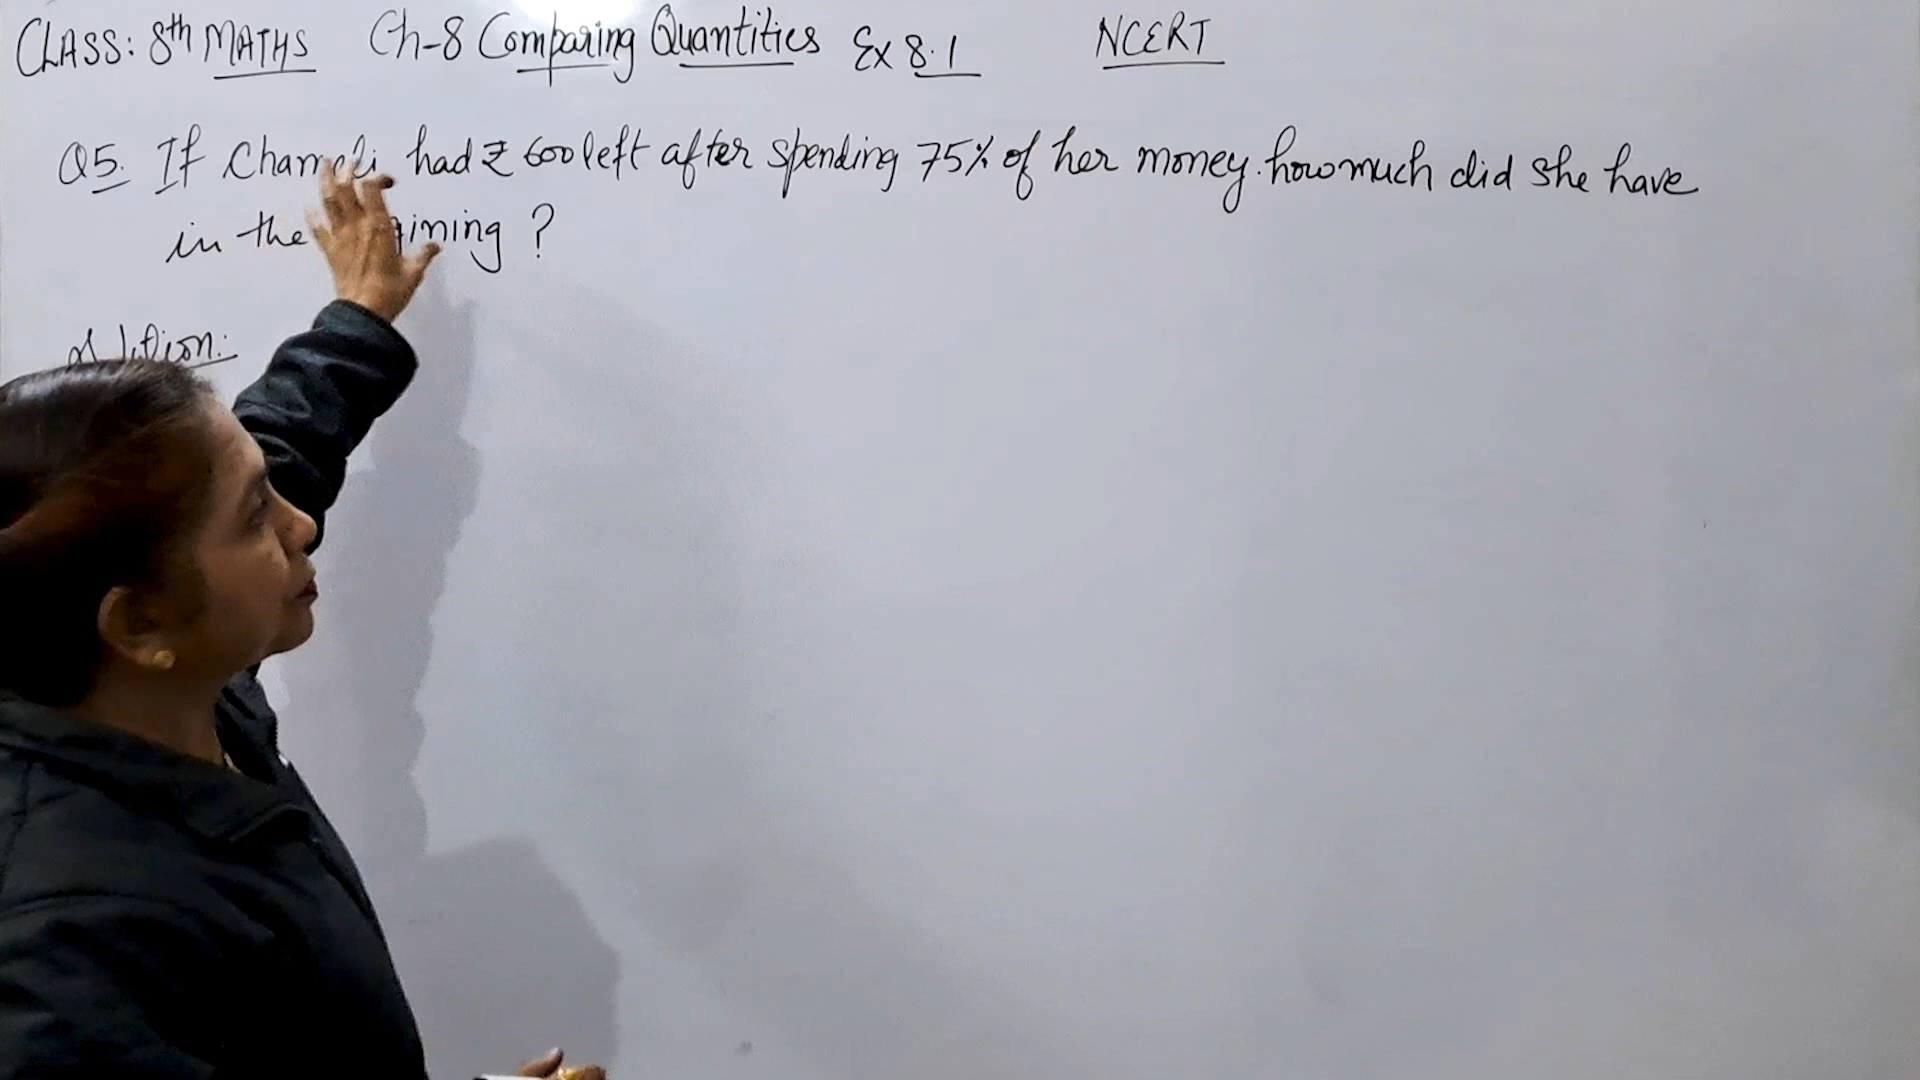 CLASS: 8th MATHS Ch-8 Comparing Quantities Ex 8.1 NCERT
Q5. If Chameli had ₹ 600 left after spending 75% of her money. how much did she have
in the ?
Solution: